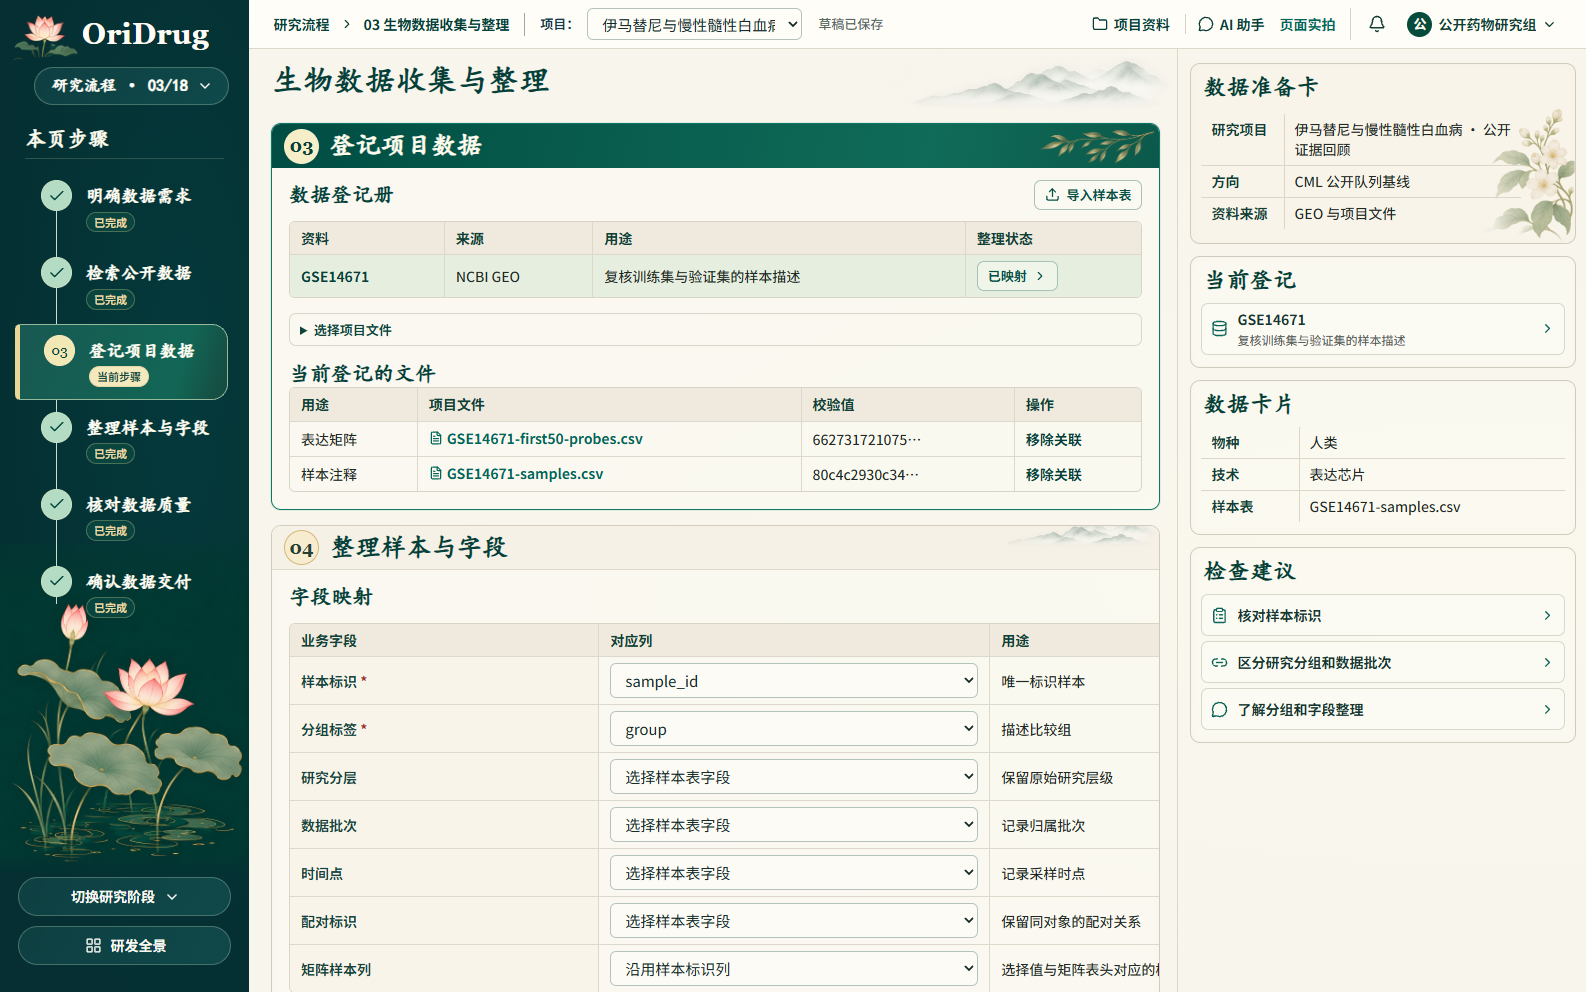 OriDrug
研究流程 • 03/18
本页步骤
明确数据需求
已完成
检索公开数据
已完成
03 登记项目数据
当前步骤
整理样本与字段
已完成
核对数据质量
已完成
确认数据交付
已完成
切换研究阶段
研发全景
研究流程 > 03 生物数据收集与整理
项目： 伊马替尼与慢性髓性白血病
草稿已保存
项目资料
AI 助手
页面实拍
公 公开药物研究组
生物数据收集与整理
03 登记项目数据
数据登记册
导入样本表
资料 来源 用途 整理状态
GSE14671 NCBI GEO 复核训练集与验证集的样本描述 已映射
选择项目文件
当前登记的文件
用途 项目文件 校验值 操作
表达矩阵 GSE14671-first50-probes.csv 662731721075··· 移除关联
样本注释 GSE14671-samples.csv 80c4c2930c34··· 移除关联
04 整理样本与字段
字段映射
业务字段 对应列 用途
样本标识 * sample_id 唯一标识样本
分组标签 * group 描述比较组
研究分层 选择样本表字段 保留原始研究层级
数据批次 选择样本表字段 记录归属批次
时间点 选择样本表字段 记录采样时点
配对标识 选择样本表字段 保留同对象的配对关系
矩阵样本列 沿用样本标识列 选择值与矩阵表头对应的
数据准备卡
研究项目 伊马替尼与慢性髓性白血病 · 公开
证据回顾
方向 CML 公开队列基线
资料来源 GEO 与项目文件
当前登记
GSE14671
复核训练集与验证集的样本描述
数据卡片
物种 人类
技术 表达芯片
样本表 GSE14671-samples.csv
检查建议
核对样本标识
区分研究分组和数据批次
了解分组和字段整理